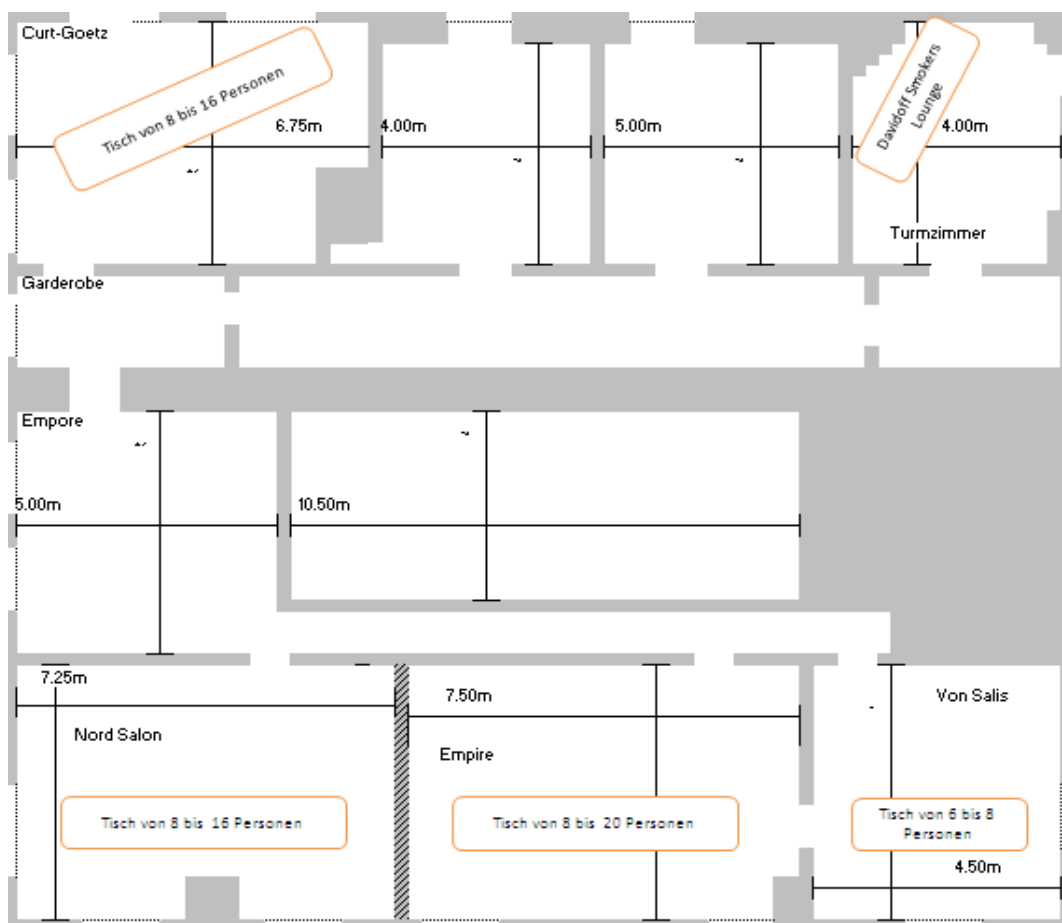 Curt-Goetz
Tisch von 8 bis 16 Personen
6.75m
4.00m
5.00m
Davidoff Smokers
Lounge
4.00m
Turmzimmer
Garderobe
Empore
5.00m
10.50m
7.25m
Nord Salon
7.50m
Empire
Von Salis
Tisch von 8 bis 16 Personen
Tisch von 8 bis 20 Personen
Tisch von 6 bis 8
Personen
4.50m